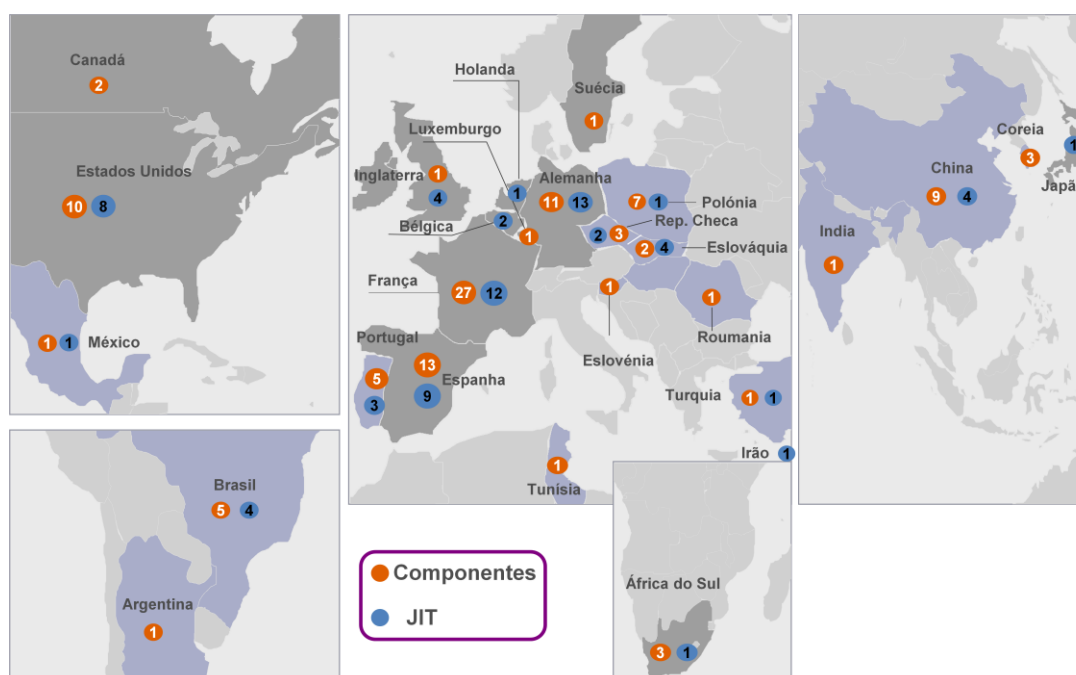 Canadá
2
Estados Unidos
10 8
México
1 1
Brasil
5 4
Argentina
1
Holanda
1
Suécia
1
Luxemburgo
1
Inglaterra
1
4
Alemanha
11 13
Bélgica
2
Polónia
7 1
Rep. Checa
2 3
Eslováquia
2 4
França
27 12
Eslovénia
1
Roumania
1
Portugal
5
3
Espanha
13
9
Turquia
1 1
Irão 1
Tunísia
1
Componentes
JIT
África do Sul
3 1
Coreia
3
Japã
1
China
9 4
India
1